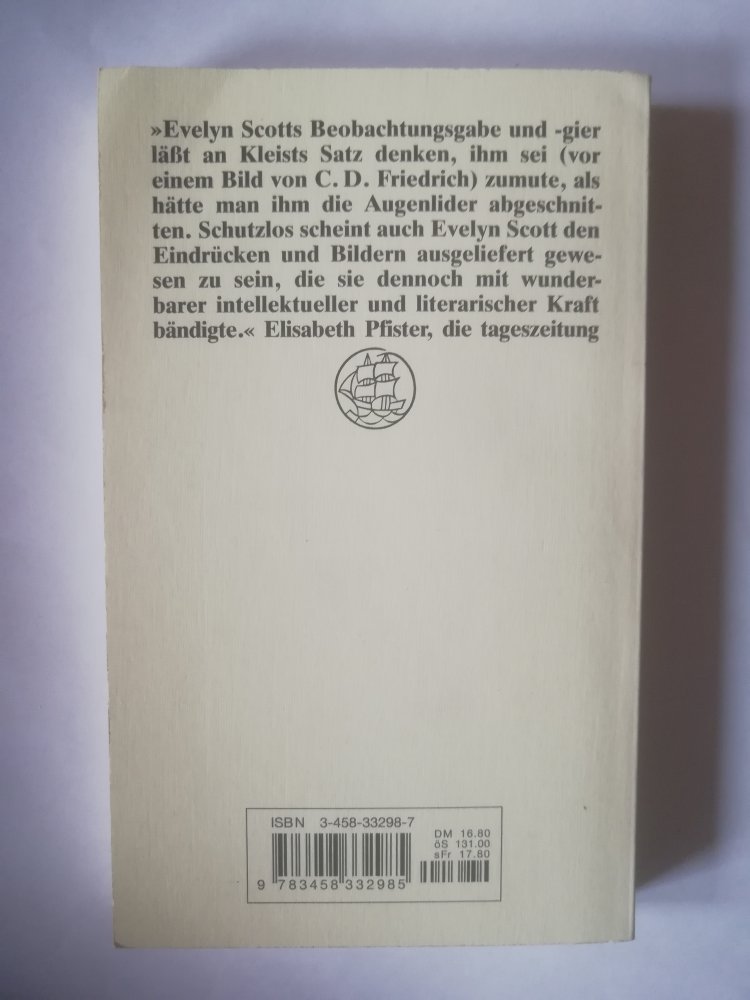 »Evelyn Scotts Beobachtungsgabe und -gier
läßt an Kleists Satz denken, ihm sei (vor
einem Bild von C. D. Friedrich) zumute, als
hätte man ihm die Augenlider abgeschnit-
ten. Schutzlos scheint auch Evelyn Scott den
Eindrücken und Bildern ausgeliefert gewe-
sen zu sein, die sie dennoch mit wunder-
barer intellektueller und literarischer Kraft
bändigte.« Elisabeth Pfister, die tageszeitung
ISBN 3-458-33298-7
DM 16.80
öS 131.00
sFr 17.80
9 783458 332985